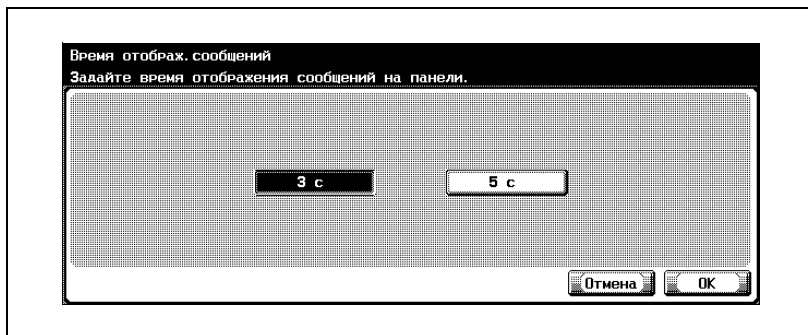 Время отображ.сообщений
Задайте время отображения сообщений на панели.
3 с
5 с
Отмена
OK